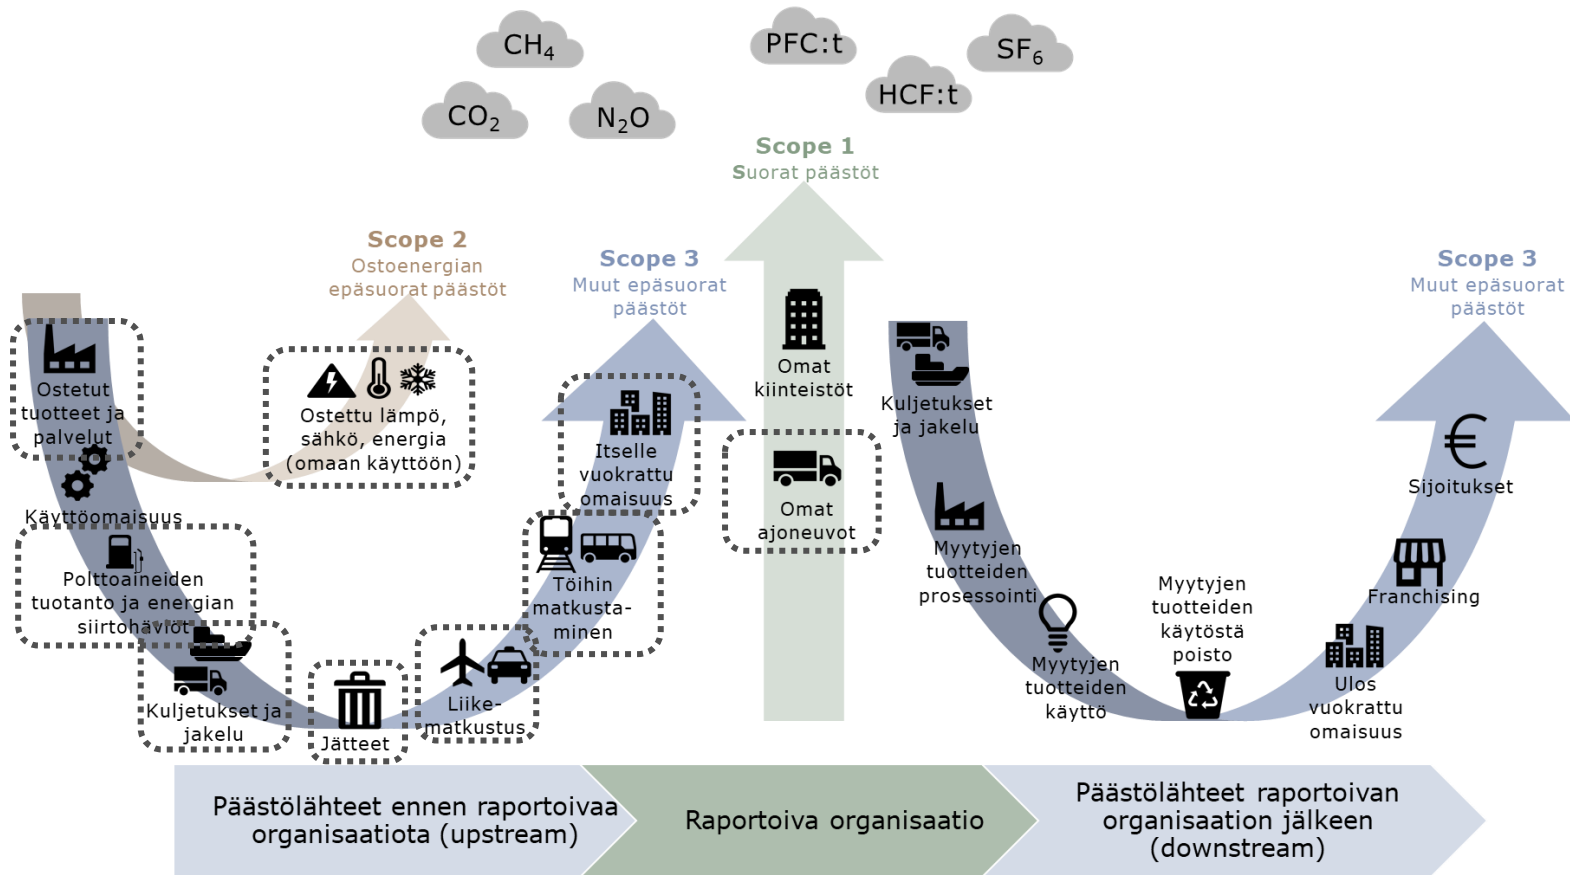 CH₄
PFC:t
SF₆
CO₂
N₂O
HCF:t
Scope 1
Suorat päästöt
Scope 2
Ostoenergian
epäsuorat päästöt
Scope 3
Muut epäsuorat
päästöt
Scope 3
Muut epäsuorat
päästöt
Ostetut
tuotteet ja
palvelut
Käyttöomaisuus
Polttoaineiden
tuotanto ja energian
siirtohäviöt
Kuljetukset ja
jakelu
Jätteet
Liike-
matkustus
Töihin
matkusta-
minen
Itselle
vuokrattu
omaisuus
Ostettu lämpö,
sähkö, energia
(omaan käyttöön)
Omat
kiinteistöt
Omat
ajoneuvot
Kuljetukset
ja jakelu
Myytyjen
tuotteiden
prosessointi
Myytyjen
tuotteiden
käyttö
Myytyjen
tuotteiden
käytöstä
poisto
Ulos
vuokrattu
omaisuus
Franchising
Sijoitukset
Päästölähteet ennen raportoivaa
organisaatiota (upstream)
Raportoiva organisaatio
Päästölähteet raportoivan
organisaation jälkeen
(downstream)